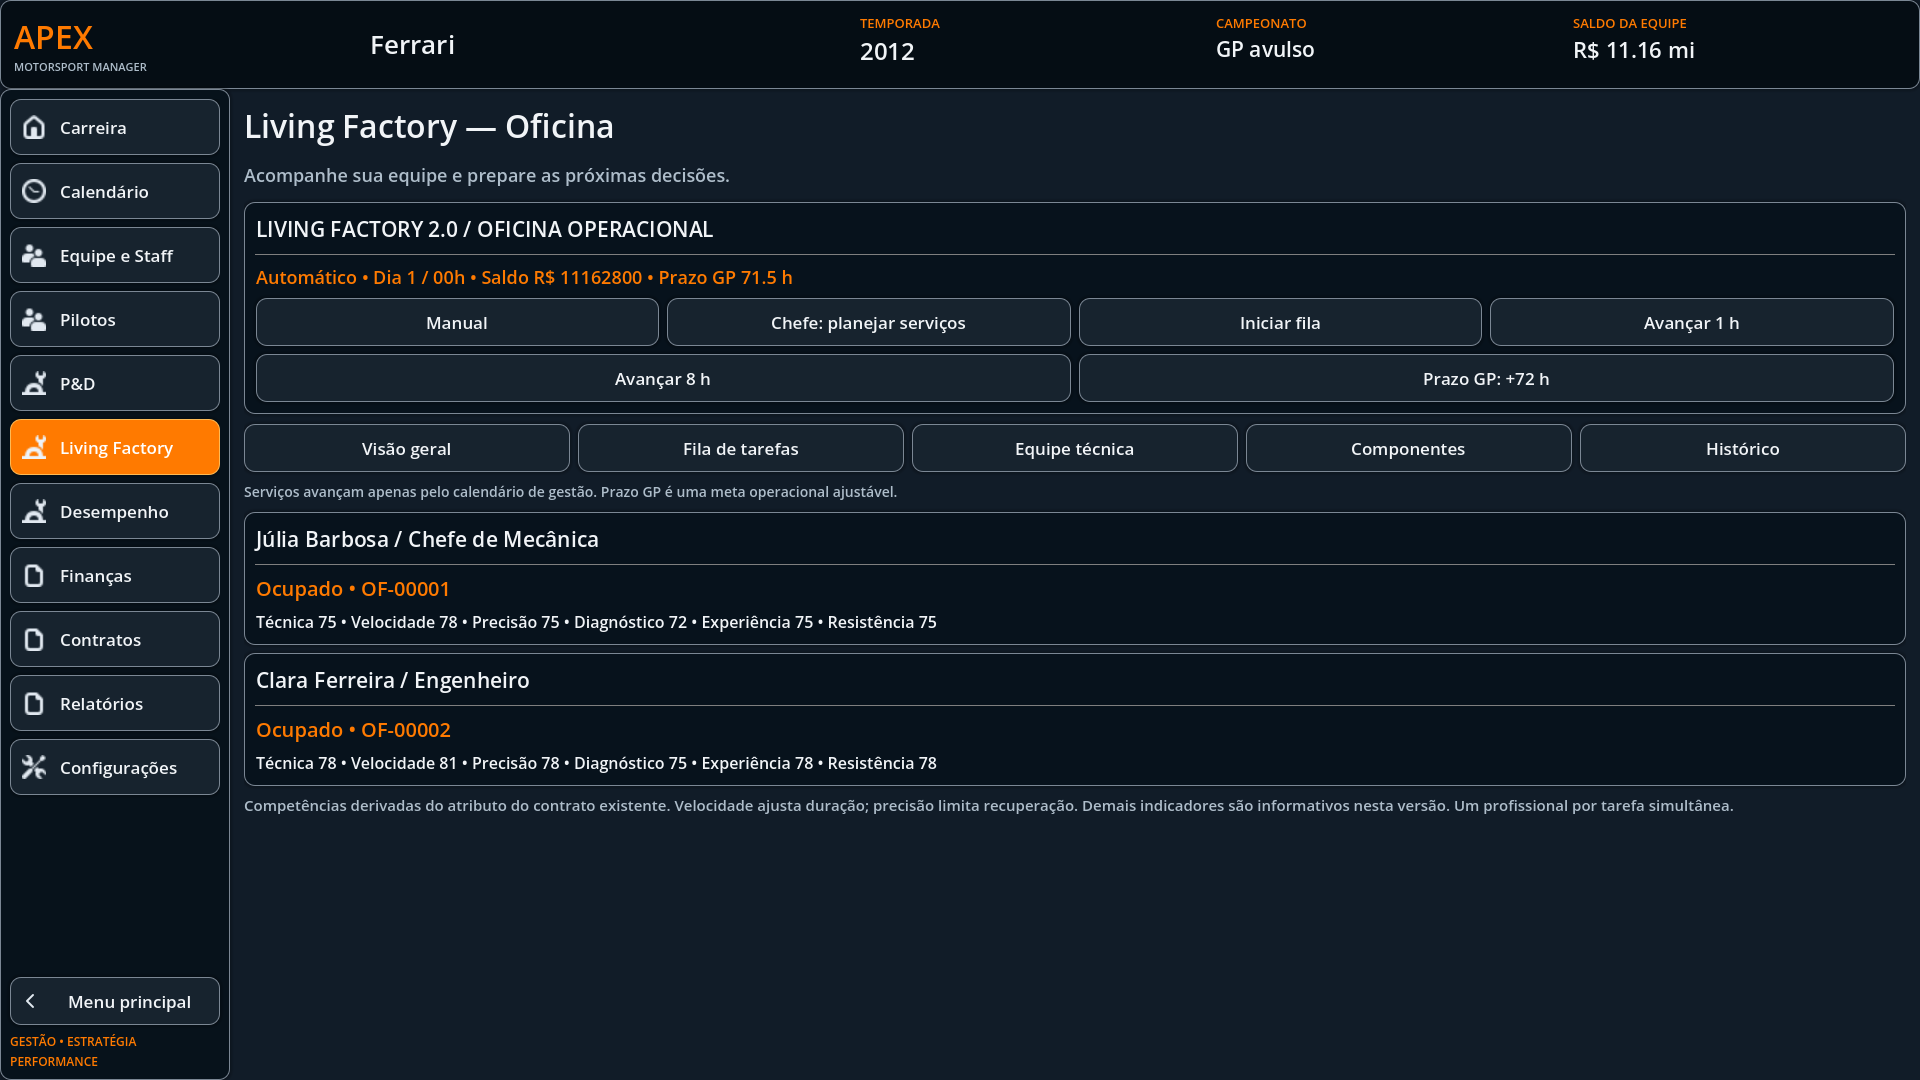 APEX
MOTORSPORT MANAGER
Ferrari
TEMPORADA
2012
CAMPEONATO
GP avulso
SALDO DA EQUIPE
R$ 11.16 mi
Carreira
Calendário
Equipe e Staff
Pilotos
P&D
Living Factory
Desempenho
Finanças
Contratos
Relatórios
Configurações
Menu principal
GESTÃO • ESTRATÉGIA
PERFORMANCE
Living Factory — Oficina
Acompanhe sua equipe e prepare as próximas decisões.
LIVING FACTORY 2.0 / OFICINA OPERACIONAL
Automático • Dia 1 / 00h • Saldo R$ 11162800 • Prazo GP 71.5 h
Manual
Chefe: planejar serviços
Iniciar fila
Avançar 1 h
Avançar 8 h
Prazo GP: +72 h
Visão geral
Fila de tarefas
Equipe técnica
Componentes
Histórico
Serviços avançam apenas pelo calendário de gestão. Prazo GP é uma meta operacional ajustável.
Júlia Barbosa / Chefe de Mecânica
Ocupado • OF-00001
Técnica 75 • Velocidade 78 • Precisão 75 • Diagnóstico 72 • Experiência 75 • Resistência 75
Clara Ferreira / Engenheiro
Ocupado • OF-00002
Técnica 78 • Velocidade 81 • Precisão 78 • Diagnóstico 75 • Experiência 78 • Resistência 78
Competências derivadas do atributo do contrato existente. Velocidade ajusta duração; precisão limita recuperação. Demais indicadores são informativos nesta versão. Um profissional por tarefa simultânea.